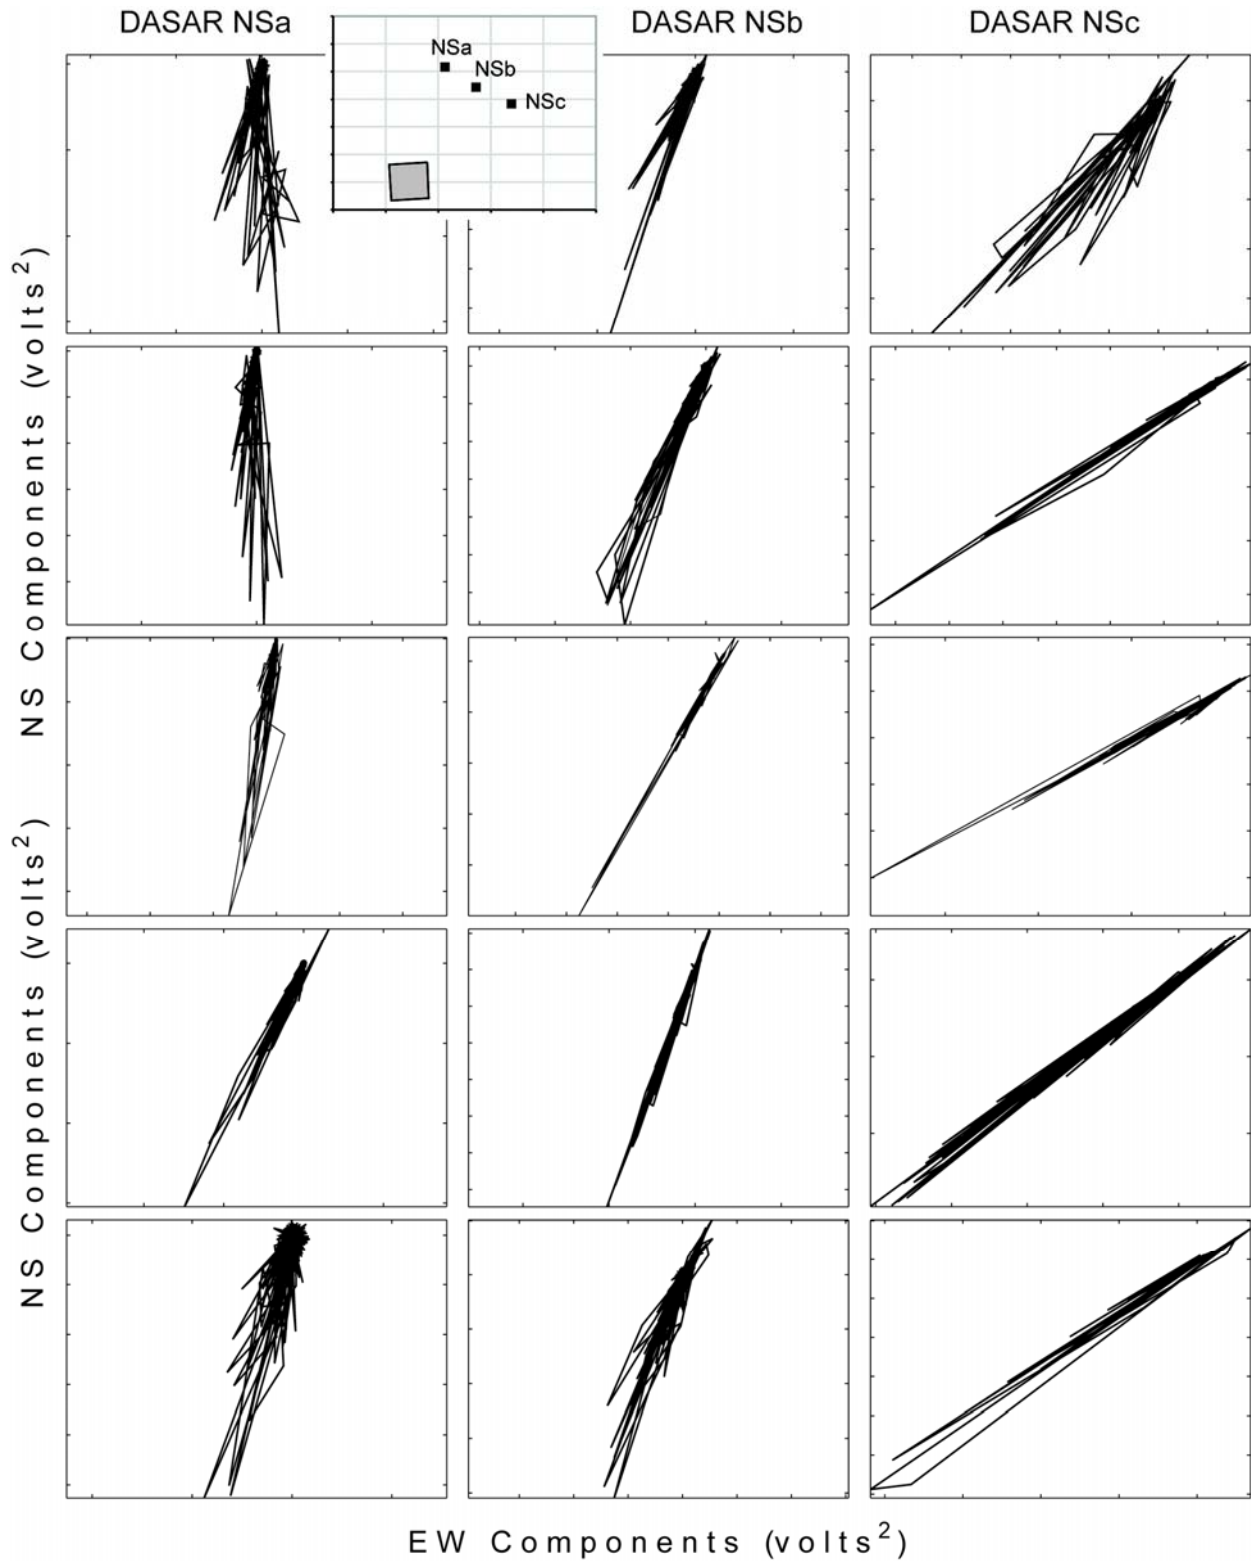 DASAR NSa
DASAR NSb
DASAR NSc
NSa
NSb
NSc
NS Components (volts²)
NS Components (volts²)
EW Components (volts²)